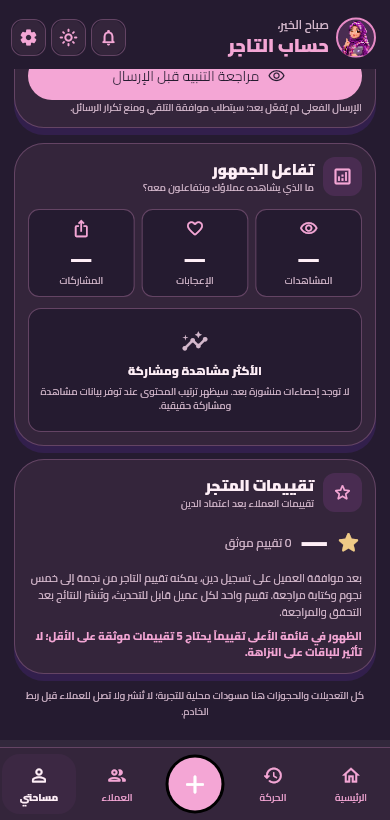 صباح الخير،
حساب التاجر
مراجعة التنبيه قبل الإرسال
الإرسال الفعلي لم يُفعّل بعد؛ سيتطلب موافقة التلقي ومنع تكرار الرسائل.
تفاعل الجمهور
ما الذي يشاهده عملاؤك ويتفاعلون معه؟
—
المشاهدات
—
الإعجابات
—
المشاركات
الأكثر مشاهدة ومشاركة
لا توجد إحصاءات منشورة بعد. سيظهر ترتيب المحتوى عند توفر بيانات مشاهدة
ومشاركة حقيقية.
تقييمات المتجر
تقييمات العملاء بعد اعتماد الدين
— 0 تقييم موثق
بعد موافقة العميل على تسجيل دين، يمكنه تقييم التاجر من نجمة إلى خمس
نجوم وكتابة مراجعة. تقييم واحد لكل عميل قابل للتحديث، وتُنشر النتائج بعد
التحقق والمراجعة.
الظهور في قائمة الأعلى تقييماً يحتاج 5 تقييمات موثقة على الأقل؛ لا
تأثير للباقات على النزاهة.
كل التعديلات والحجوزات هنا مسودات محلية للتجربة؛ لا تُنشر ولا تصل للعملاء قبل ربط
الخادم.
الرئيسية
الحركة
العملاء
مساحتي